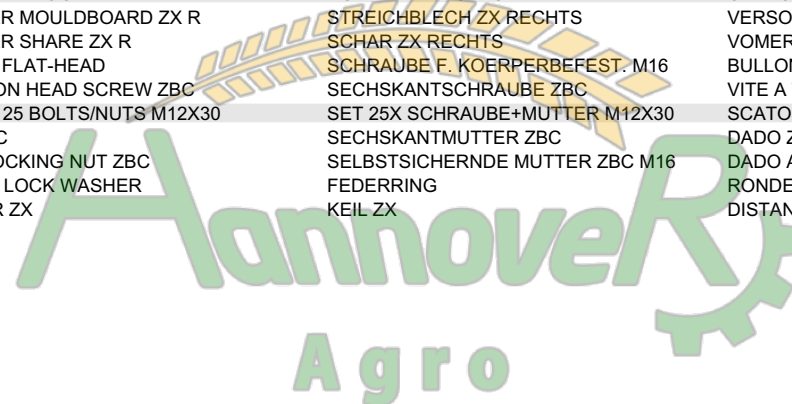 R MOULDBOARD ZX R STREICHBLECH ZX RECHTS VERSO
R SHARE ZX R SCHAR ZX RECHTS VOMER
FLAT-HEAD SCHRAUBE F. KOERPERBEFEST. M16 BULLON
ON HEAD SCREW ZBC SECHSKANTSCHRAUBE ZBC VITE A
25 BOLTS/NUTS M12X30 SET 25X SCHRAUBE+MUTTER M12X30 SCATO
C SECHSKANTMUTTER ZBC DADO Z
OCKING NUT ZBC SELBSTSICHERNDE MUTTER ZBC M16 DADO A
LOCK WASHER FEDERRING RONDE
R ZX KEIL ZX DISTAN
HannoveR
Agro